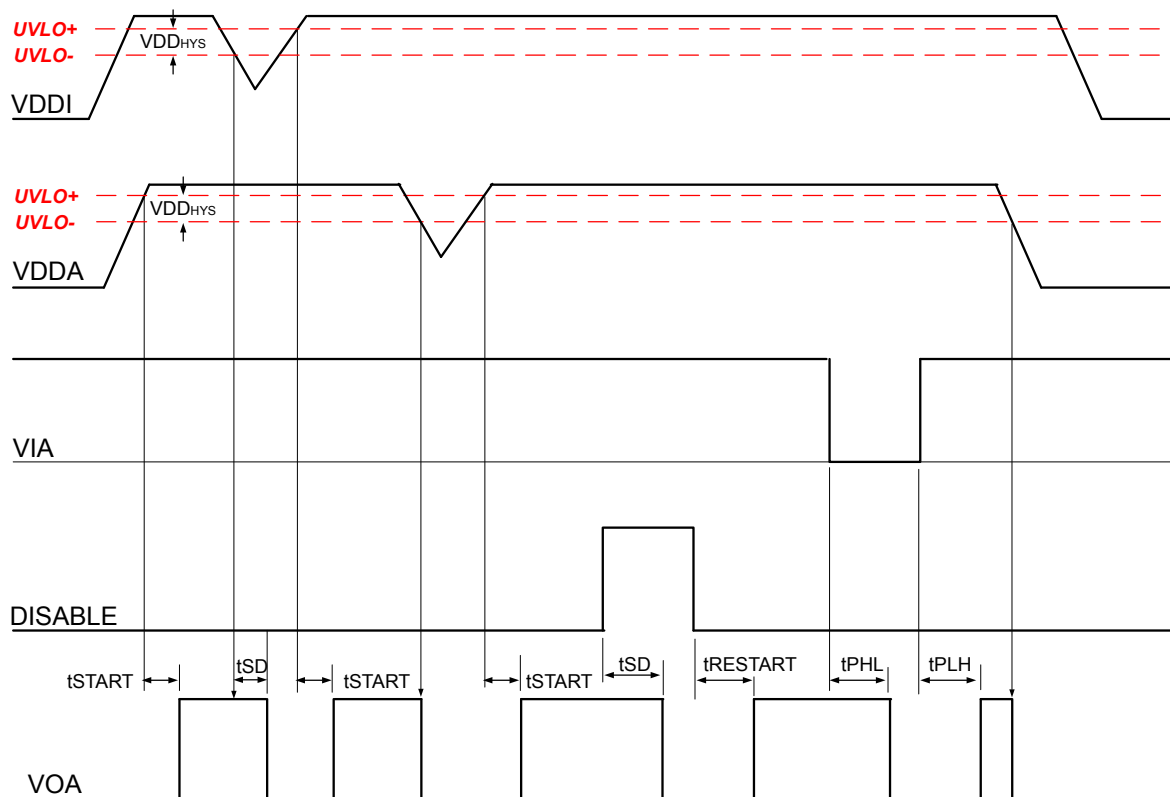 UVLO+
VDDHYS
UVLO-
VDDI
UVLO+
VDDHYS
UVLO-
VDDA
VIA
DISABLE
tSTART
tSD
tSTART
tSTART
tSD
tRESTART
tPHL
tPLH
VOA